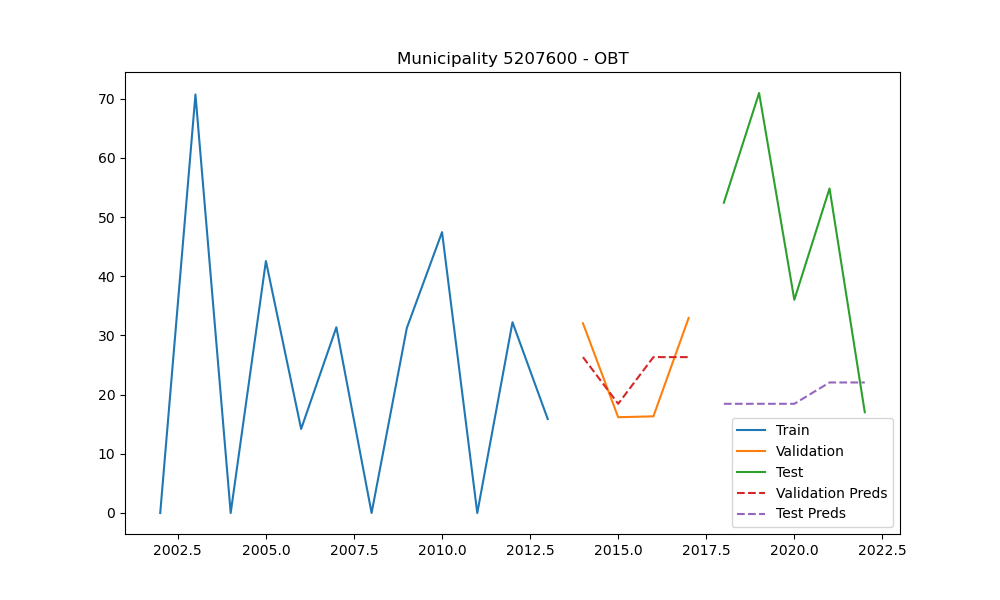 Municipality 5207600 - OBT
70
60
50
40
30
20
10
0
2002.5 2005.0 2007.5 2010.0 2012.5 2015.0 2017.5 2020.0 2022.5
Train
Validation
Test
Validation Preds
Test Preds